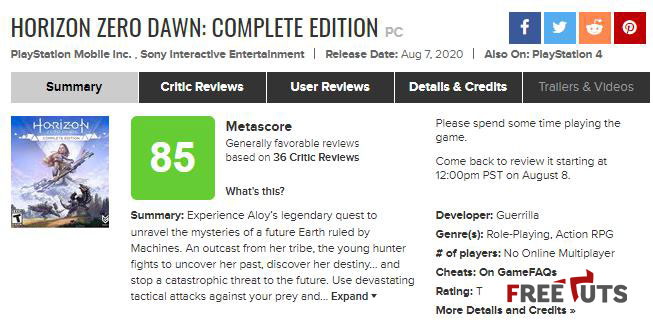 HORIZON ZERO DAWN: COMPLETE EDITION PC
PlayStation Mobile Inc. , Sony Interactive Entertainment | Release Date: Aug 7, 2020 | Also On: PlayStation 4
Summary Critic Reviews User Reviews Details & Credits Trailers & Videos
HORIZON
COMPLETE EDITION
85
Metascore
Generally favorable reviews
based on 36 Critic Reviews
What's this?
Summary: Experience Aloy's legendary quest to
unravel the mysteries of a future Earth ruled by
Machines. An outcast from her tribe, the young hunter
fights to uncover her past, discover her destiny... and
stop a catastrophic threat to the future. Use devastating
tactical attacks against your prey and... Expand
Please spend some time playing the
game.
Come back to review it starting at
12:00pm PST on August 8.
Developer: Guerrilla
Genre(s): Role-Playing, Action RPG
# of players: No Online Multiplayer
Cheats: On GameFAQs
Rating: T
More Details and Credits »
FREETUTS